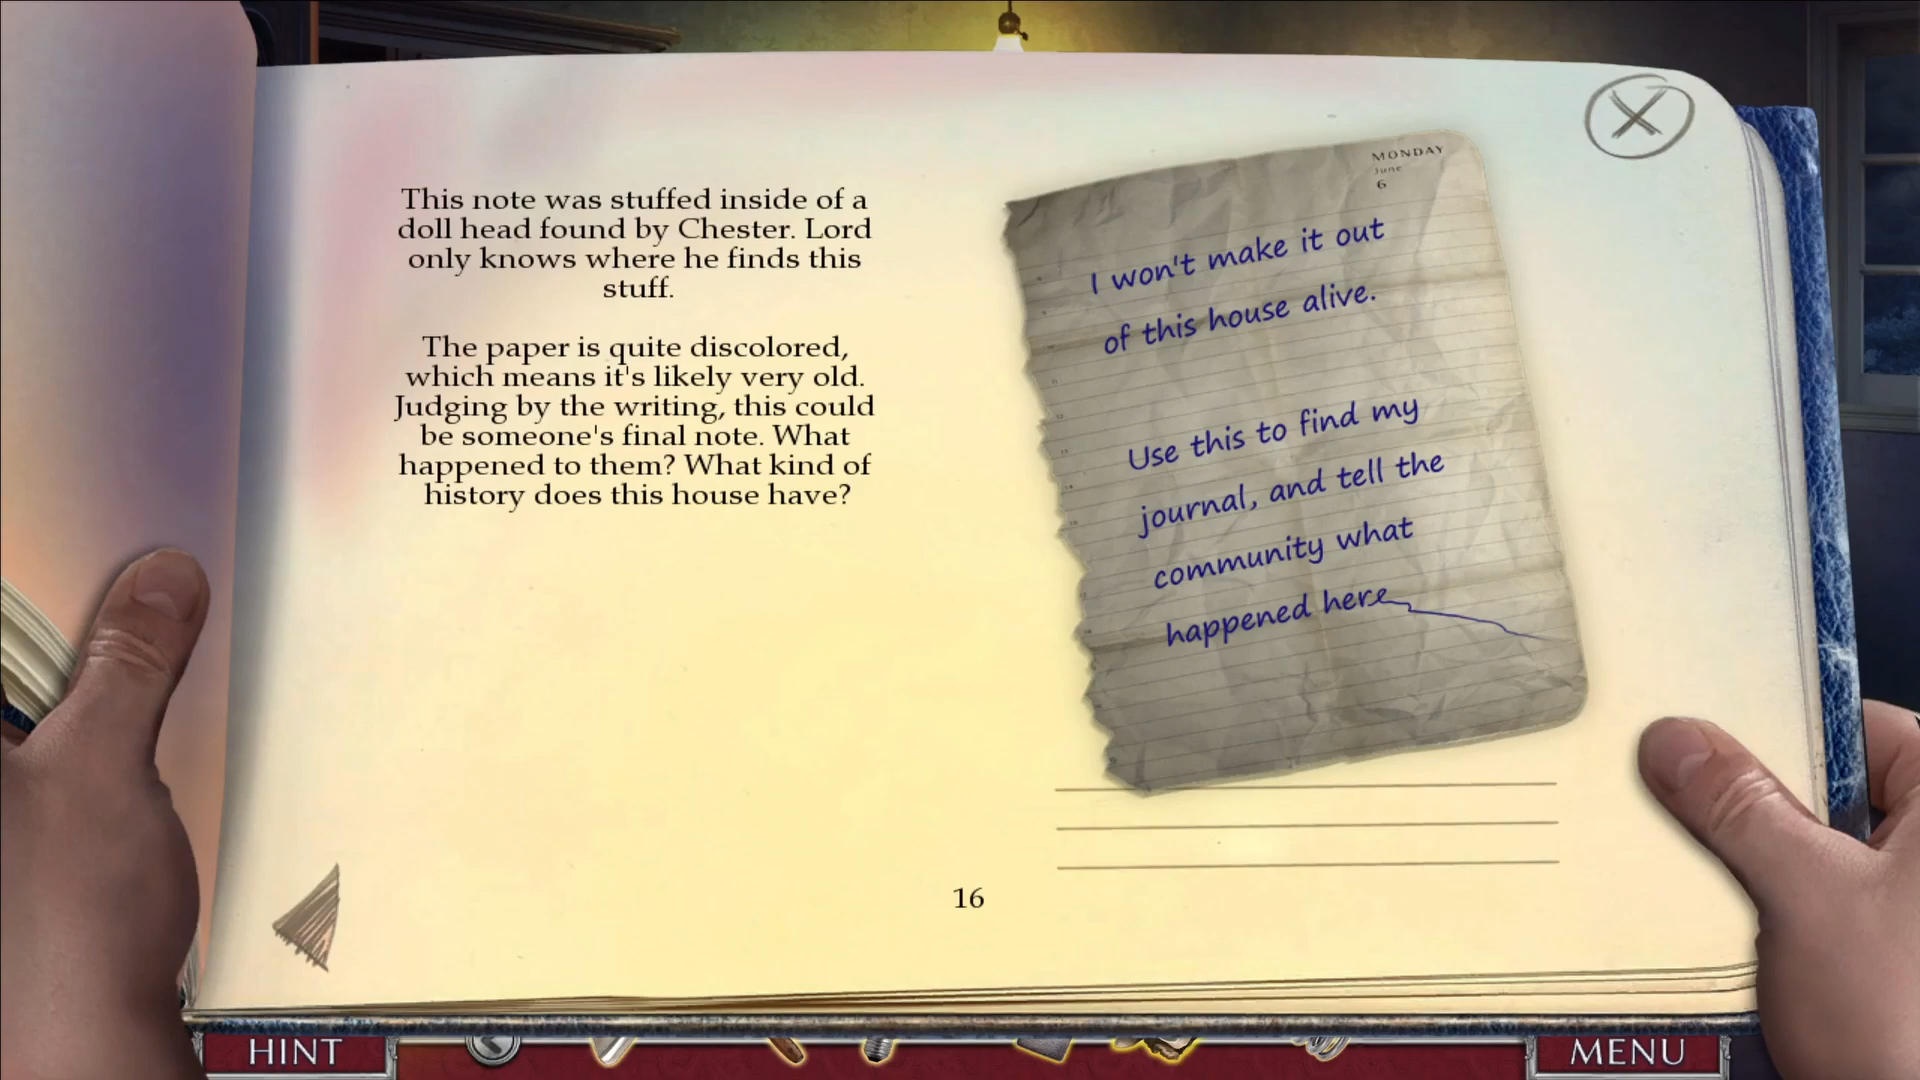 This note was stuffed inside of a
doll head found by Chester. Lord
only knows where he finds this
stuff.
The paper is quite discolored,
which means it's likely very old.
Judging by the writing, this could
be someone's final note. What
happened to them? What kind of
history does this house have?
MONDAY
June
6
I won't make it out
of this house alive.
Use this to find my
journal, and tell the
community what
happened here
16
HINT
MENU